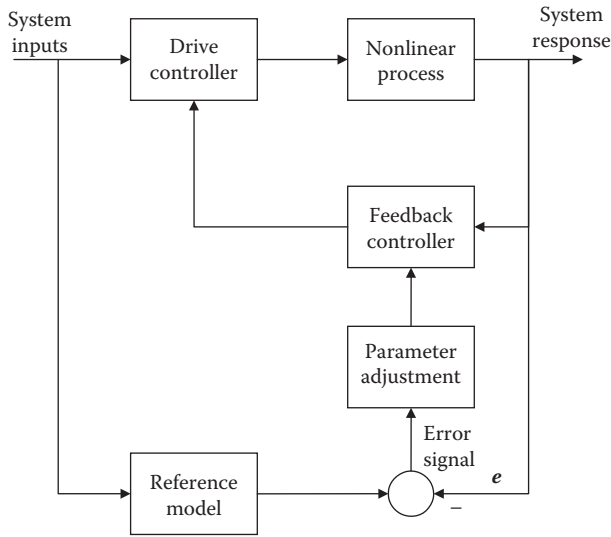 System
inputs
Drive
controller
Nonlinear
process
System
response
Feedback
controller
Parameter
adjustment
Error
signal
Reference
model
e
–